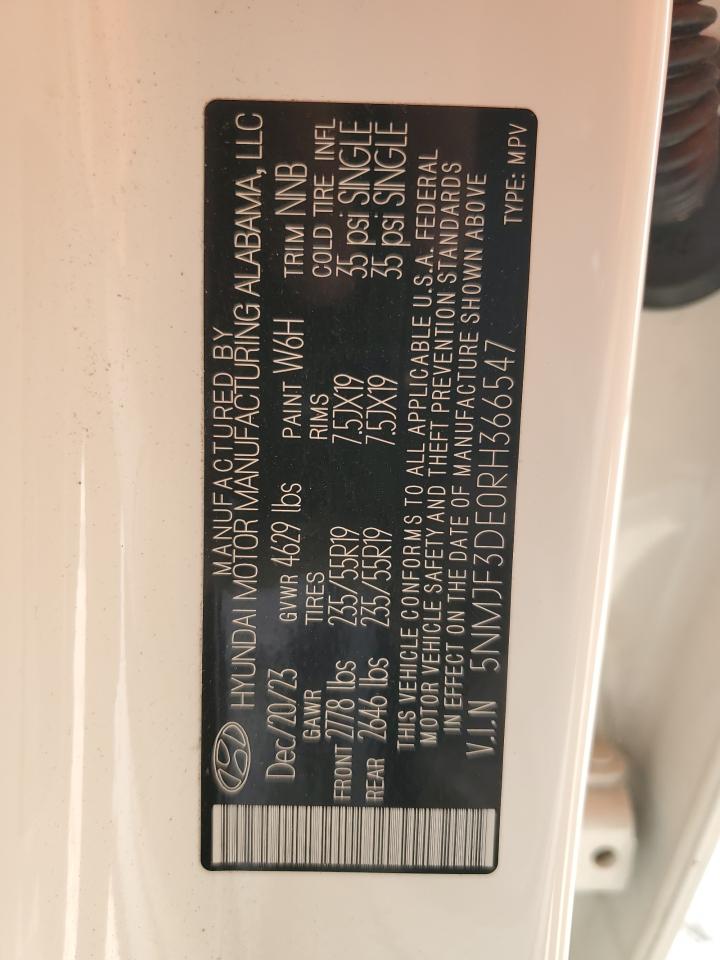 MANUFACTURED BY
HYUNDAI MOTOR MANUFACTURING ALABAMA, LLC
Dec/20/23 GVWR 4629 lbs PAINT W6H TRIM NNB
GAWR TIRES RIMS COLD TIRE INFL
FRONT 2778 lbs 235/55R19 7.5JX19 35 psi SINGLE
REAR 2646 lbs 235/55R19 7.5JX19 35 psi SINGLE
THIS VEHICLE CONFORMS TO ALL APPLICABLE U.S.A. FEDERAL
MOTOR VEHICLE SAFETY AND THEFT PREVENTION STANDARDS
IN EFFECT ON THE DATE OF MANUFACTURE SHOWN ABOVE
V.I.N 5NMJF3DE0RH366547
TYPE: MPV